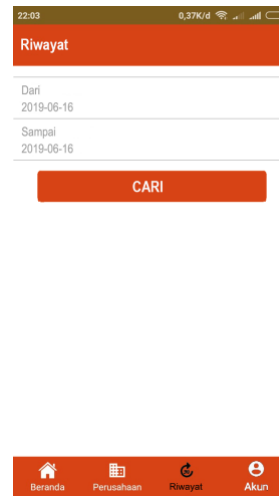 22:03 0,37K/d
Riwayat
Dari
2019-06-16
Sampai
2019-06-16
CARI
Beranda Perusahaan Riwayat Akun